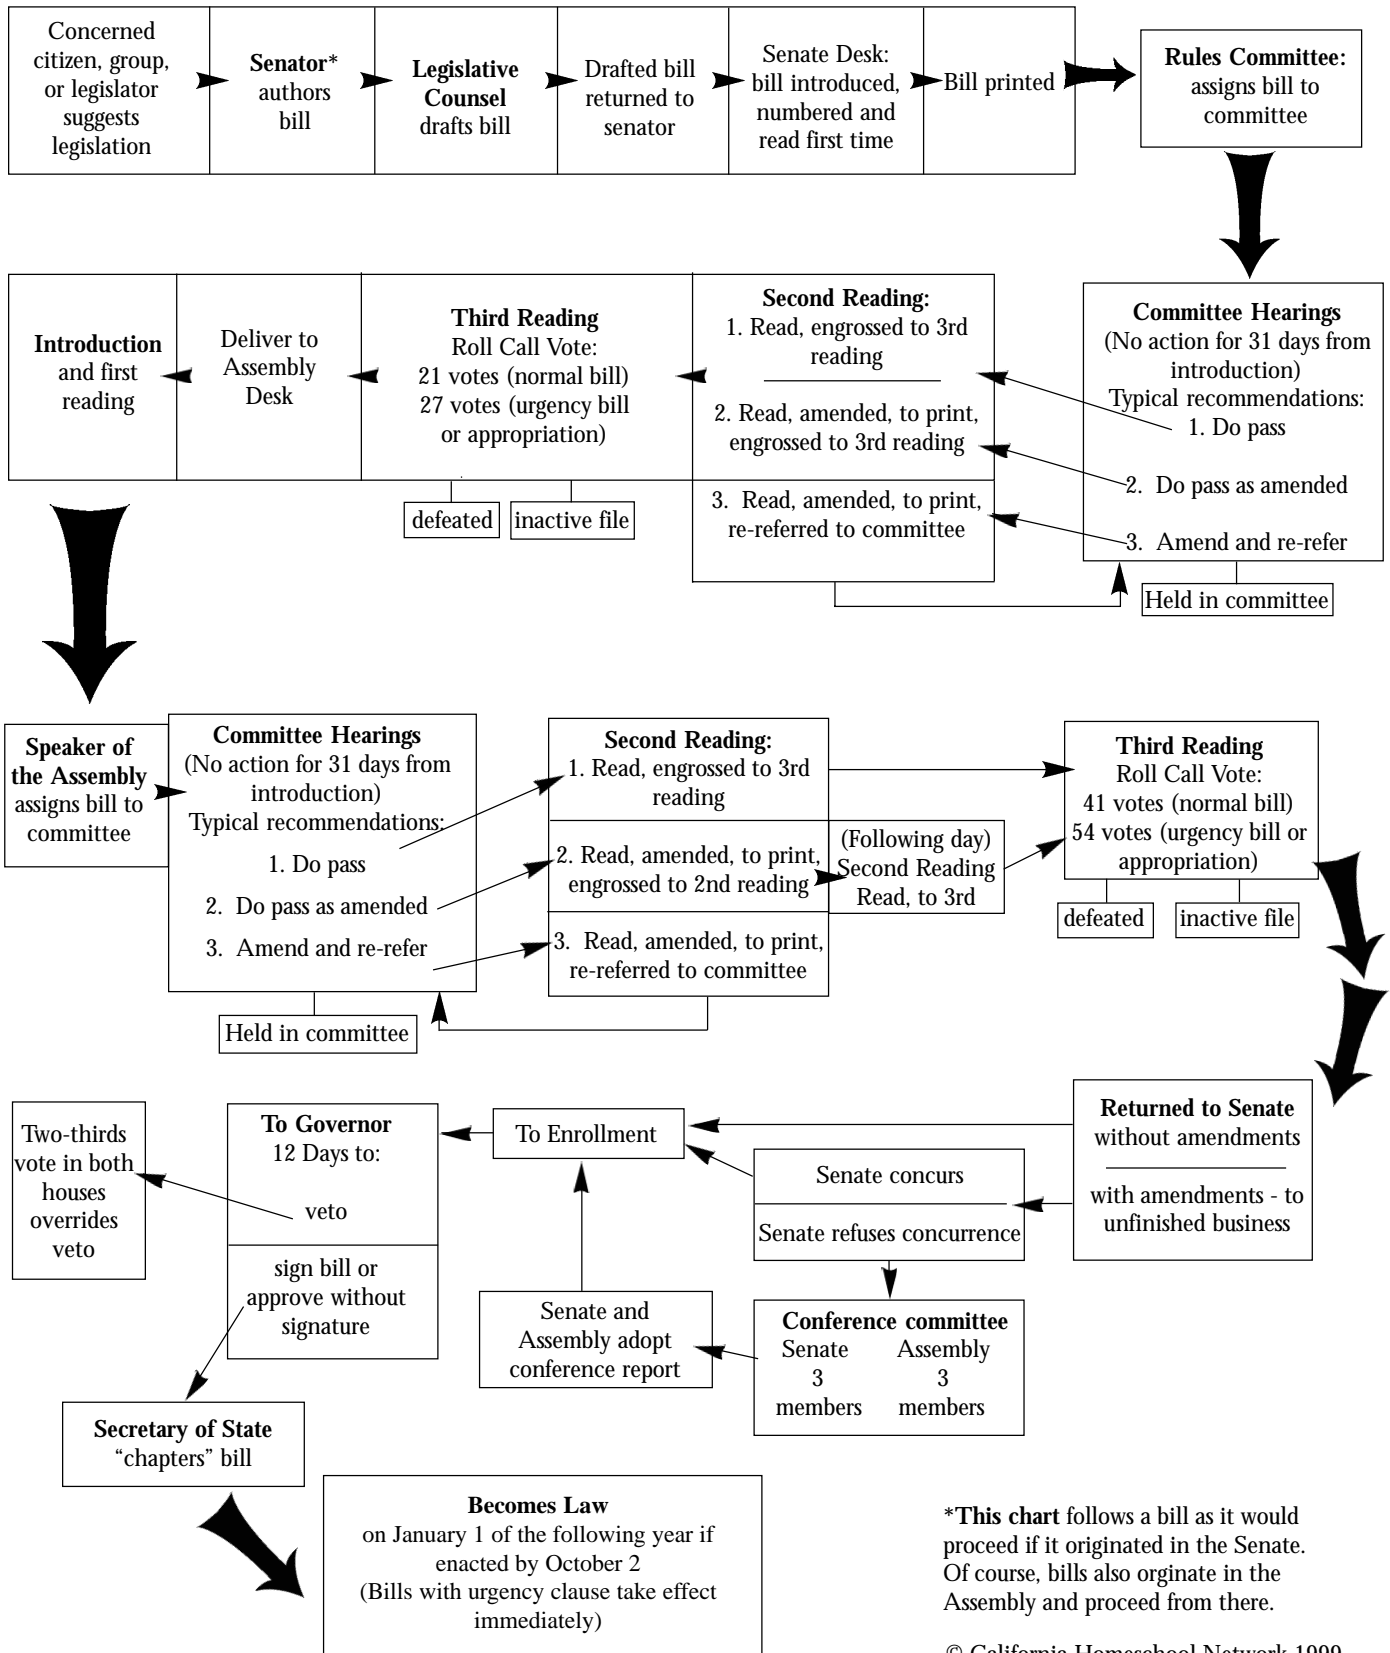 Concerned
citizen, group,
or legislator
suggests
legislation
Senator*
authors
bill
Legislative
Counsel
drafts bill
Drafted bill
returned to
senator
Senate Desk:
bill introduced,
numbered and
read first time
Bill printed
Rules Committee:
assigns bill to
committee
Committee Hearings
(No action for 31 days from
introduction)
Typical recommendations:
1. Do pass
2. Do pass as amended
3. Amend and re-refer
Held in committee
Second Reading:
1. Read, engrossed to 3rd
reading
2. Read, amended, to print,
engrossed to 3rd reading
3. Read, amended, to print,
re-referred to committee
Third Reading
Roll Call Vote:
21 votes (normal bill)
27 votes (urgency bill
or appropriation)
defeated
inactive file
Deliver to
Assembly
Desk
Introduction
and first
reading
Speaker of
the Assembly
assigns bill to
committee
Committee Hearings
(No action for 31 days from
introduction)
Typical recommendations:
1. Do pass
2. Do pass as amended
3. Amend and re-refer
Held in committee
Second Reading:
1. Read, engrossed to 3rd
reading
2. Read, amended, to print,
engrossed to 2nd reading
3. Read, amended, to print,
re-referred to committee
(Following day)
Second Reading
Read, to 3rd
Third Reading
Roll Call Vote:
41 votes (normal bill)
54 votes (urgency bill or
appropriation)
defeated
inactive file
Returned to Senate
without amendments
with amendments - to
unfinished business
Senate concurs
Senate refuses concurrence
Conference committee
Senate Assembly
3 3
members members
Senate and
Assembly adopt
conference report
To Enrollment
To Governor
12 Days to:
veto
sign bill or
approve without
signature
Two-thirds
vote in both
houses
overrides
veto
Secretary of State
“chapters” bill
Becomes Law
on January 1 of the following year if
enacted by October 2
(Bills with urgency clause take effect
immediately)
*This chart follows a bill as it would
proceed if it originated in the Senate.
Of course, bills also orginate in the
Assembly and proceed from there.
© California Homeschool Network 1999